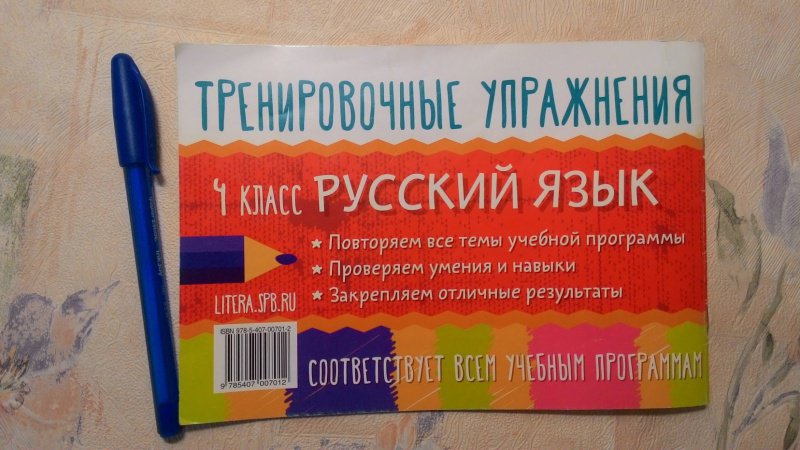 ТРЕНИРОВОЧНЫЕ УПРАЖНЕНИЯ
4 КЛАСС РУССКИЙ ЯЗЫК
★ Повторяем все темы учебной программы
★ Проверяем умения и навыки
★ Закрепляем отличные результаты
LITERA.SPB.RU
ISBN 978-5-407-00701-2
9 785407 007012
СООТВЕТСТВУЕТ ВСЕМ УЧЕБНЫМ ПРОГРАММАМ